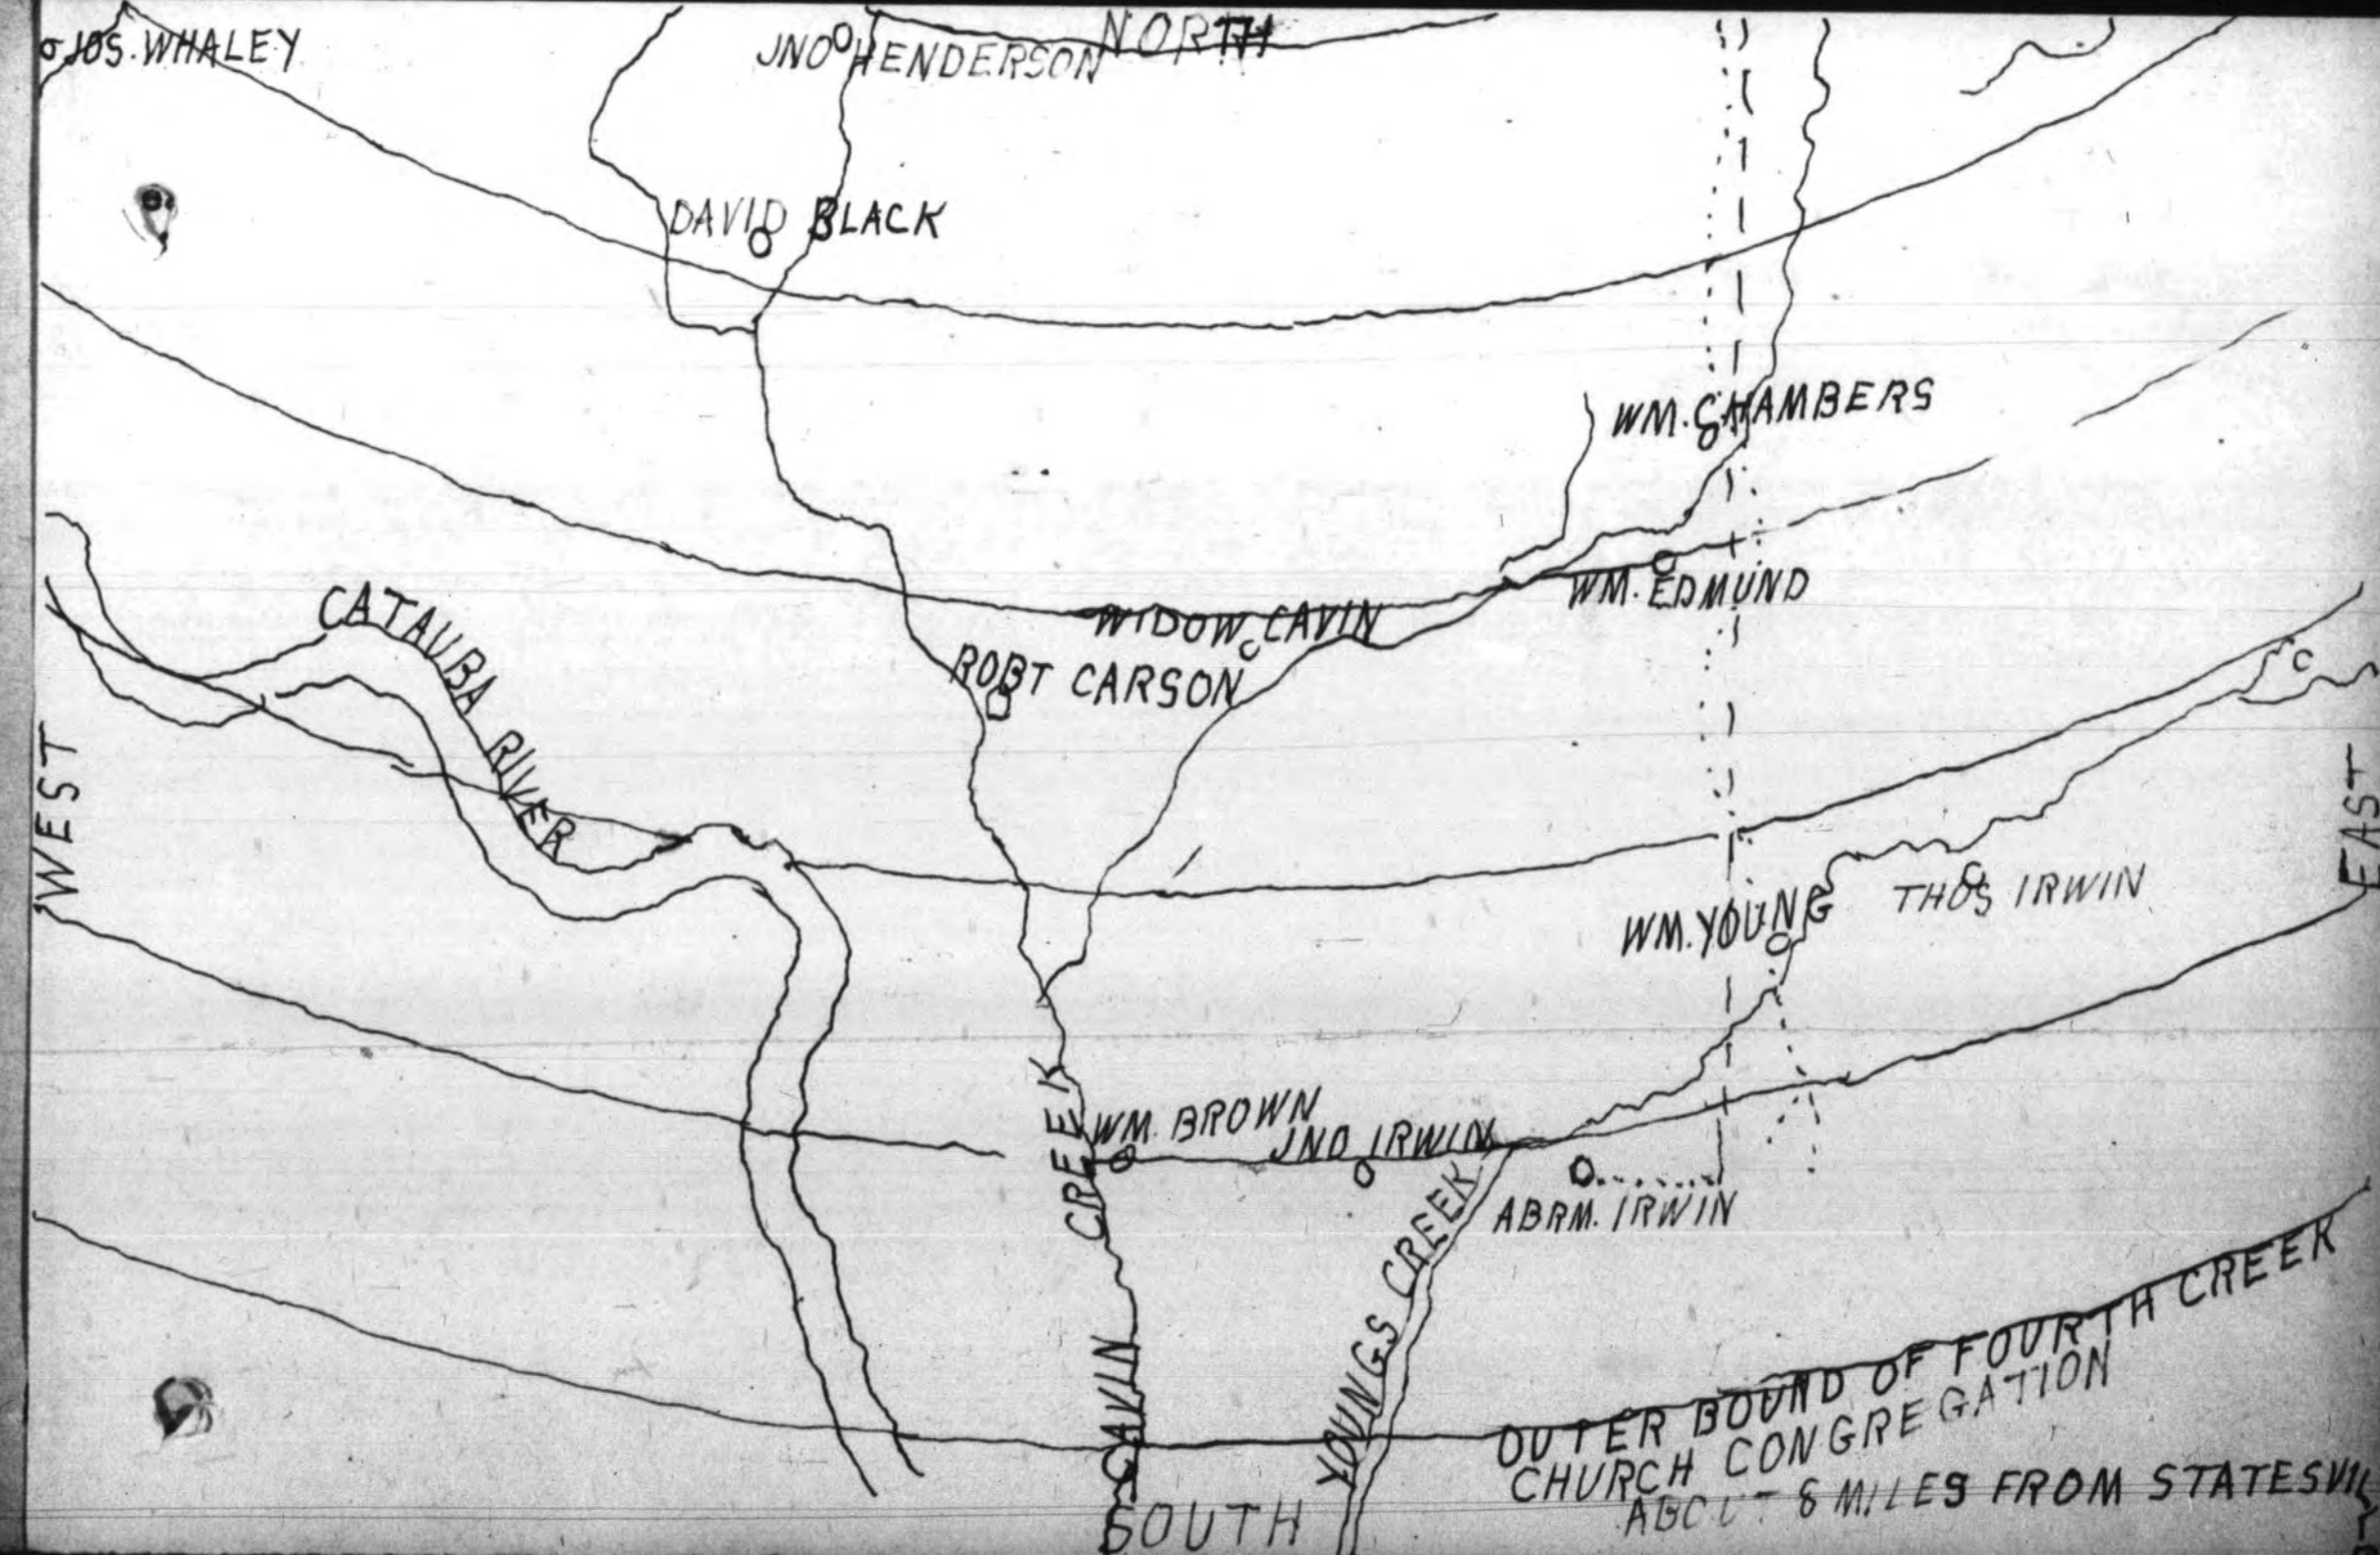 JOS. WHALEY
JNO HENDERSON
NORTH
DAVID BLACK
WM. CHAMBERS
WM. EDMUND
CATAUBA RIVER
WIDOW CAVIN
ROBT CARSON
WEST
EAST
WM. YOUNG
THOS IRWIN
WM. BROWN
JNO IRWIN
ABRM. IRWIN
CAVIN CREEK
YOUNGS CREEK
OUTER BOUND OF FOURTH CREEK
CHURCH CONGREGATION
ABOUT 8 MILES FROM
SOUTH